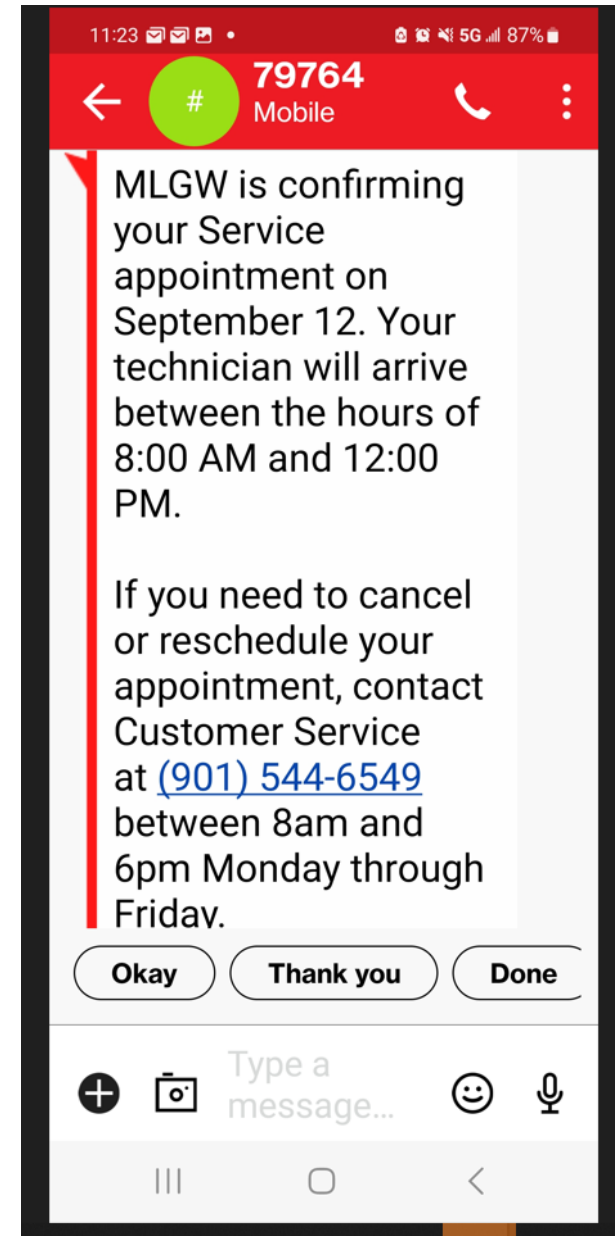 11:23 5G 87%
79764
# Mobile
MLGW is confirming
your Service
appointment on
September 12. Your
technician will arrive
between the hours of
8:00 AM and 12:00
PM.
If you need to cancel
or reschedule your
appointment, contact
Customer Service
at (901) 544-6549
between 8am and
6pm Monday through
Friday.
Okay Thank you Done
Type a
message...